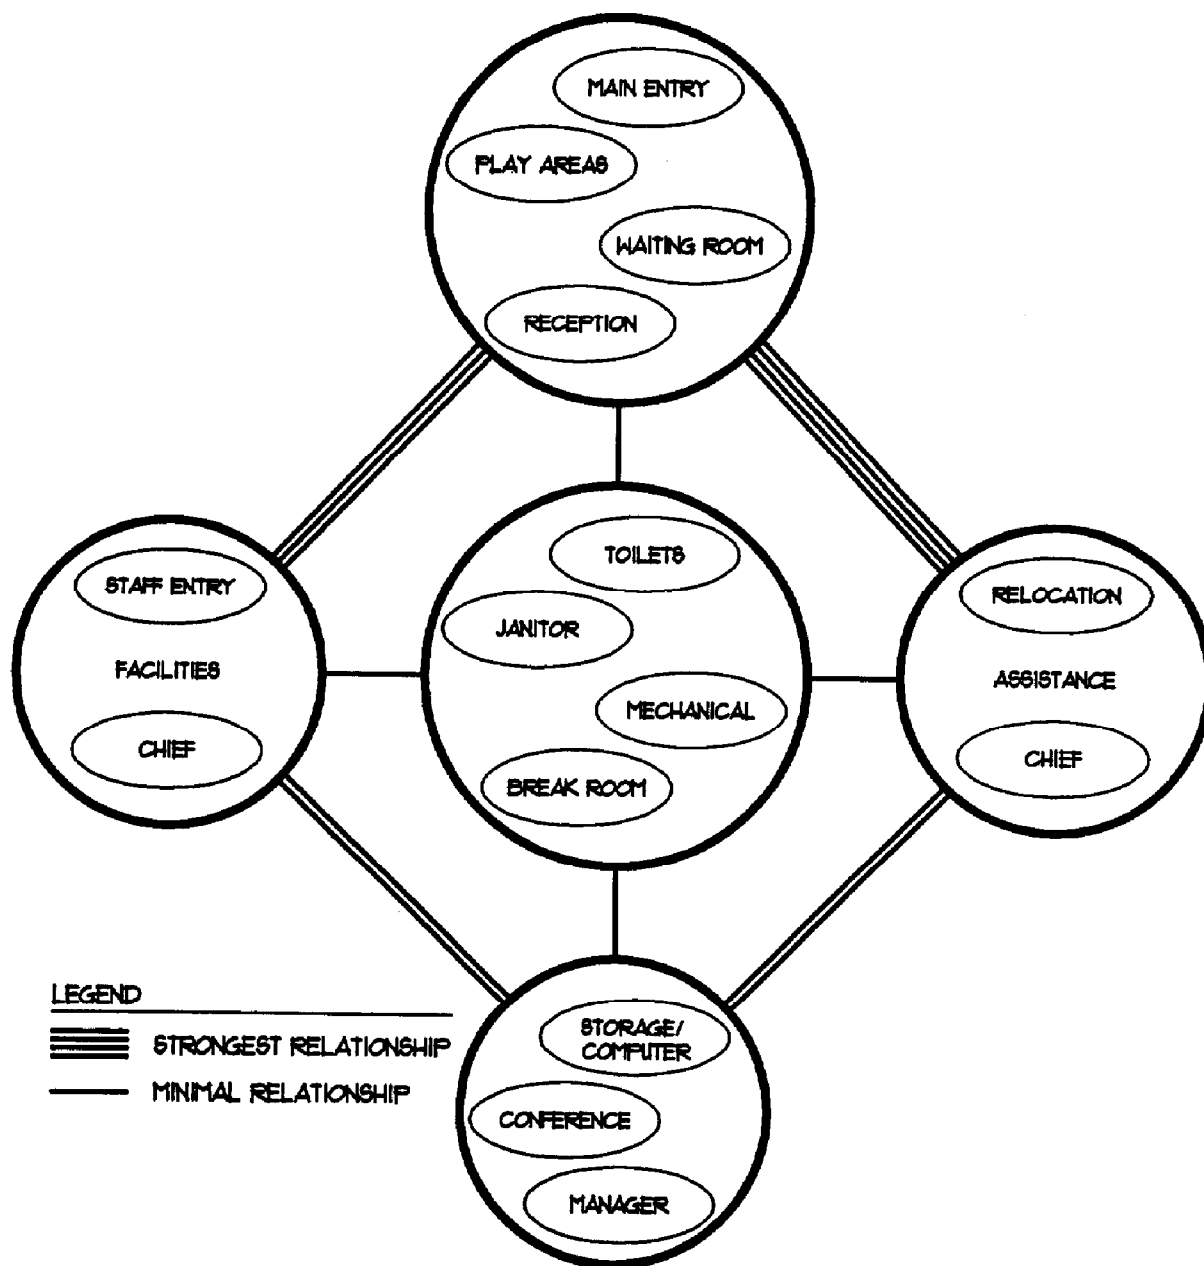 MAIN ENTRY
PLAY AREAS
WAITING ROOM
RECEPTION
STAFF ENTRY
FACILITIES
CHIEF
TOILETS
JANITOR
MECHANICAL
BREAK ROOM
RELOCATION
ASSISTANCE
CHIEF
STORAGE/
COMPUTER
CONFERENCE
MANAGER
LEGEND
STRONGEST RELATIONSHIP
MINIMAL RELATIONSHIP